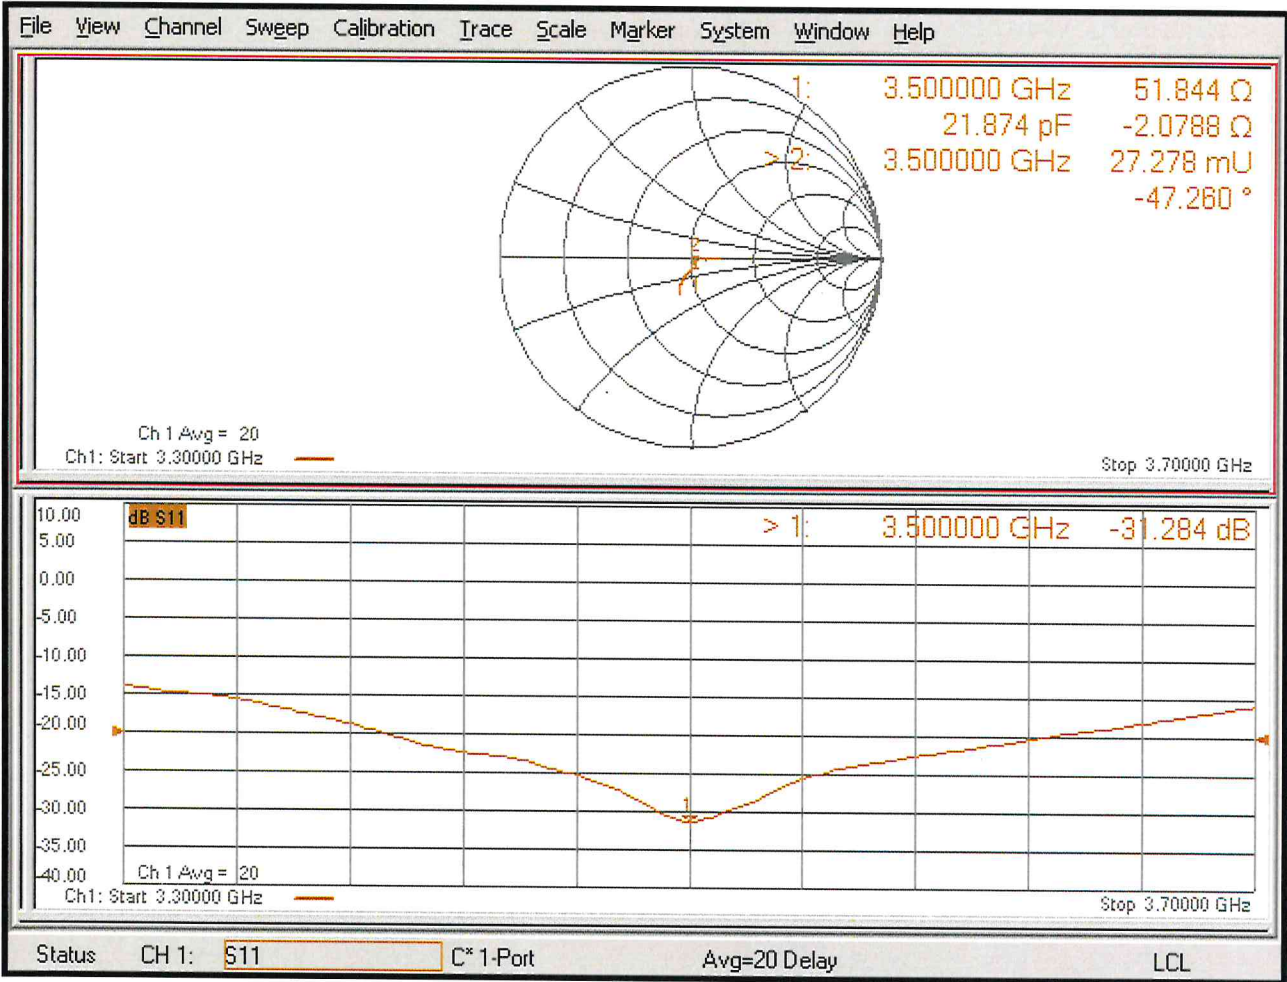 File View Channel Sweep Calibration Trace Scale Marker System Window Help
1: 3.500000 GHz 51.844 Ω
21.874 pF -2.0788 Ω
> 2: 3.500000 GHz 27.278 mU
-47.260 °
2
1
Ch 1 Avg = 20
Ch1: Start 3.30000 GHz
Stop 3.70000 GHz
10.00
dB S11
> 1: 3.500000 GHz -31.284 dB
5.00
0.00
-5.00
-10.00
-15.00
-20.00
-25.00
-30.00
1
-35.00
-40.00
Ch 1 Avg = 20
Ch1: Start 3.30000 GHz
Stop 3.70000 GHz
Status CH 1: S11 C* 1-Port Avg=20 Delay LCL